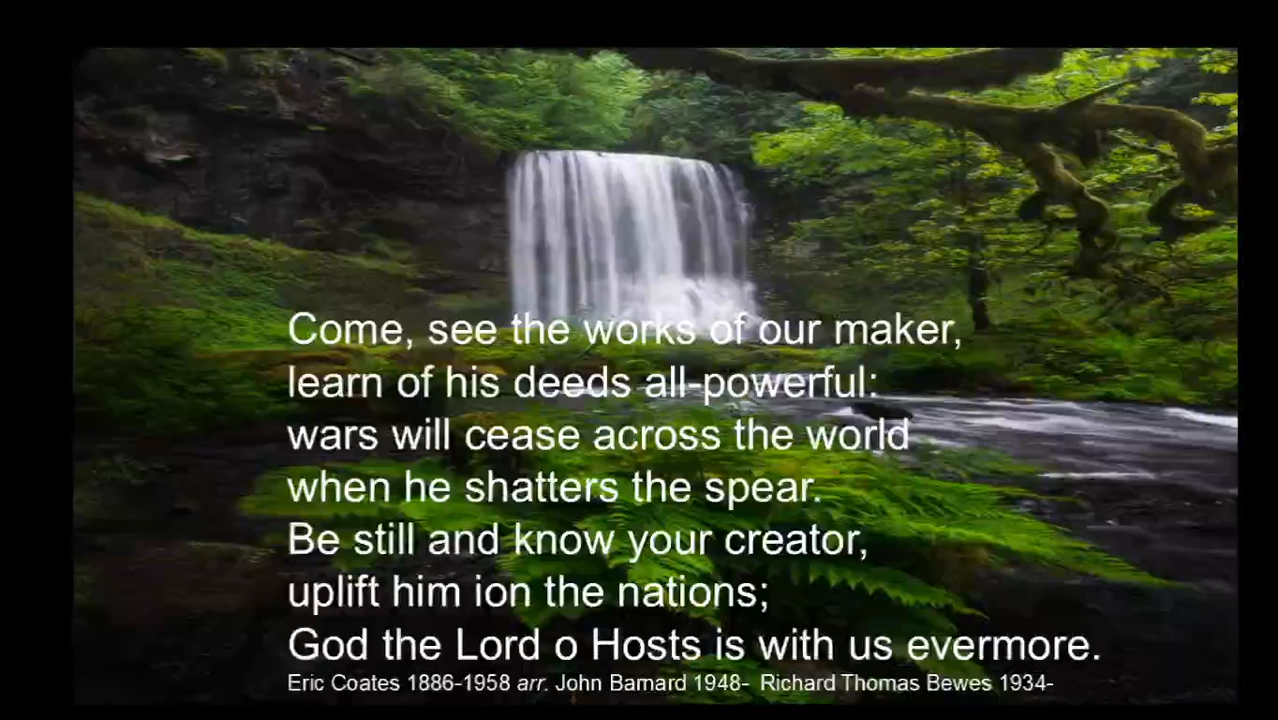 Come, see the works of our maker,
learn of his deeds all-powerful:
wars will cease across the world
when he shatters the spear.
Be still and know your creator,
uplift him ion the nations;
God the Lord o Hosts is with us evermore.
Eric Coates 1886-1958 arr. John Barnard 1948-  Richard Thomas Bewes 1934-